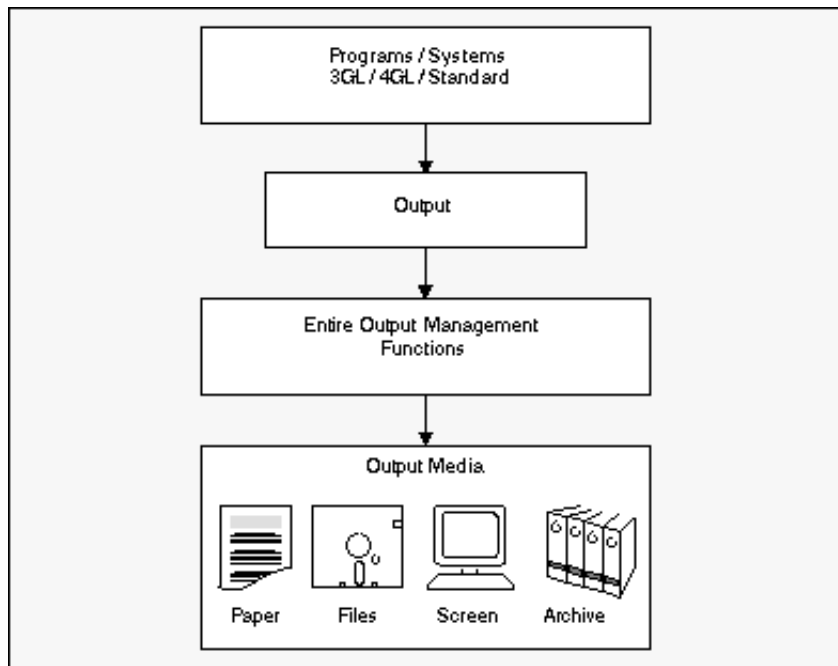 Programs / Systems
3GL / 4GL / Standard
Output
Entire Output Management
Functions
Output Media
Paper Files Screen Archive